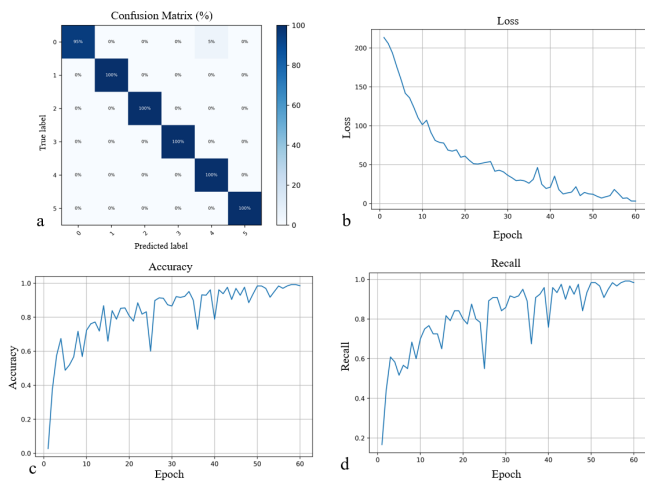 Confusion Matrix (%)
True label
0
1
2
3
4
5
95% 0% 0% 0% 5% 0%
0% 100% 0% 0% 0% 0%
0% 0% 100% 0% 0% 0%
0% 0% 0% 100% 0% 0%
0% 0% 0% 0% 100% 0%
0% 0% 0% 0% 0% 100%
0 1 2 3 4 5
Predicted label
100
80
60
40
20
0
a
Loss
Loss
200
150
100
50
0
0 10 20 30 40 50 60
Epoch
b
Accuracy
Accuracy
1.0
0.8
0.6
0.4
0.2
0.0
0 10 20 30 40 50 60
Epoch
c
Recall
Recall
1.0
0.8
0.6
0.4
0.2
0 10 20 30 40 50 60
Epoch
d